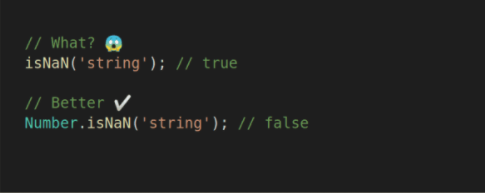 // What? 😱
isNaN('string'); // true
// Better ✔
Number.isNaN('string'); // false